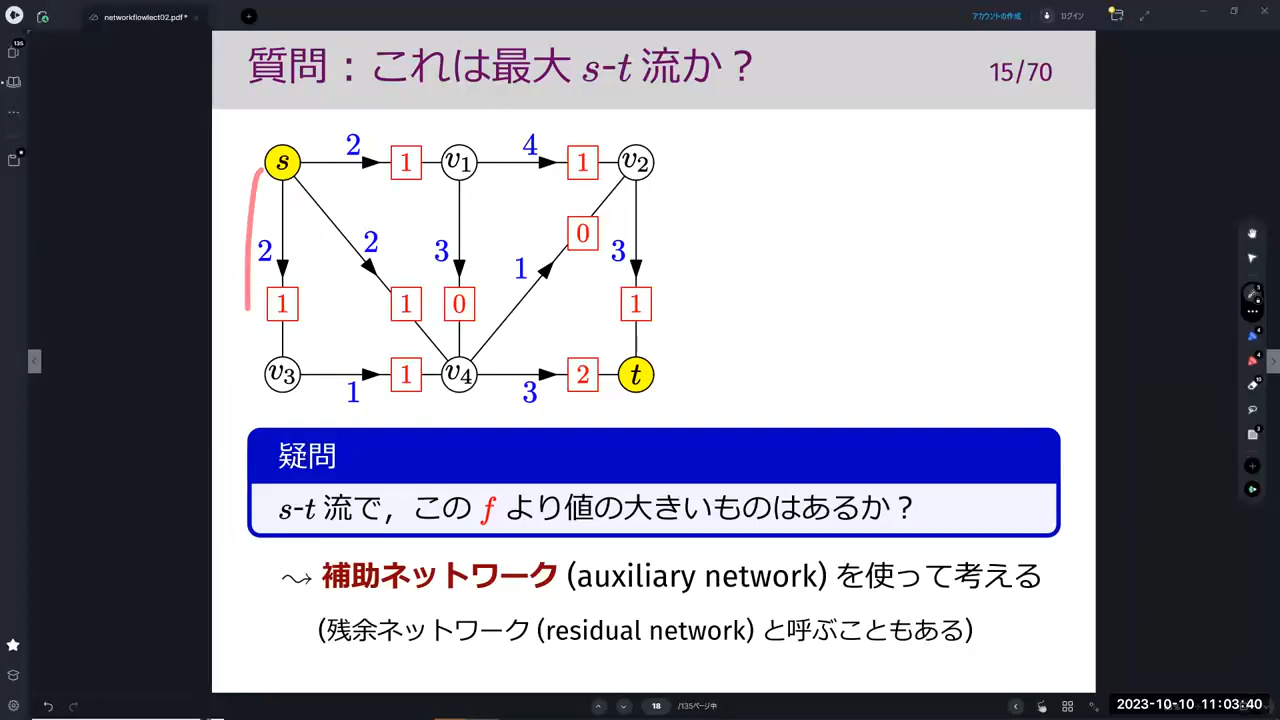 networkflowlect02.pdf*
アカウントの作成
ログイン
135
質問：これは最大 s-t 流か？
15/70
s 2 1 v1 4 1 v2
0
2 2 3 1 3
1 1 0 1
v3 1 1 v4 3 2 t
疑問
s-t 流で，この f より値の大きいものはあるか？
⇝ 補助ネットワーク (auxiliary network) を使って考える
(残余ネットワーク (residual network) と呼ぶこともある)
18 /135ページ中
2023-10-10 11:03:40